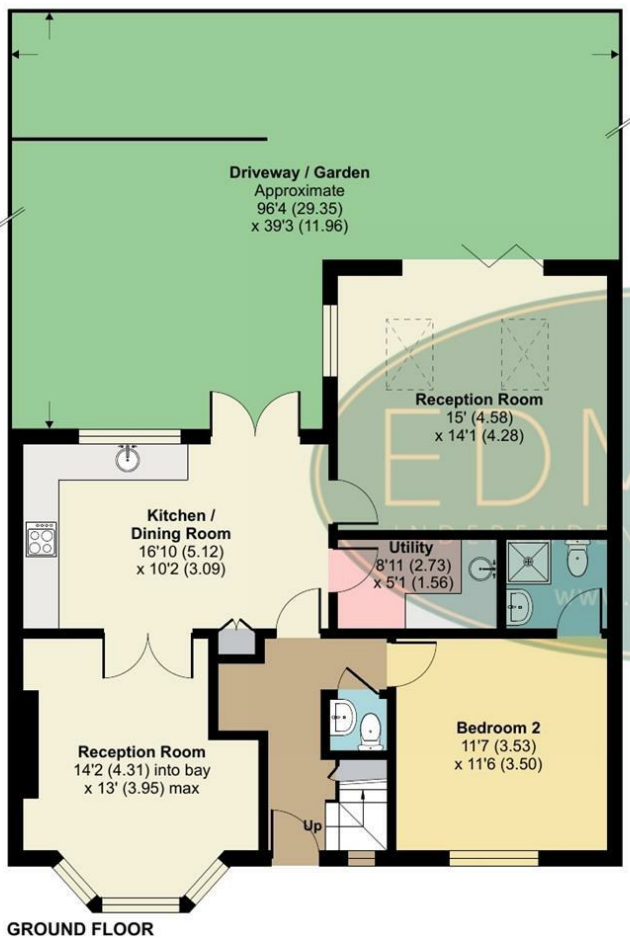 Driveway / Garden
Approximate
96'4 (29.35)
x 39'3 (11.96)
Reception Room
15' (4.58)
x 14'1 (4.28)
EDM
INDEPENDEN
Kitchen /
Dining Room
16'10 (5.12)
x 10'2 (3.09)
Utility
8'11 (2.73)
x 5'1 (1.56)
www.
Reception Room
14'2 (4.31) into bay
x 13' (3.95) max
Bedroom 2
11'7 (3.53)
x 11'6 (3.50)
Up
GROUND FLOOR